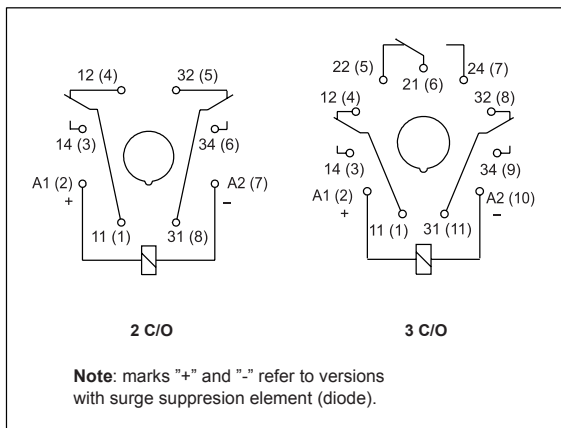 22 (5)
24 (7)
21 (6)
12 (4)
32 (5)
12 (4)
32 (8)
14 (3)
34 (6)
14 (3)
34 (9)
A1 (2)
A2 (7)
A1 (2)
A2 (10)
+
–
+
–
11 (1)
31 (8)
11 (1)
31 (11)
2 C/O
3 C/O
Note: marks ”+” and ”-” refer to versions
with surge suppresion element (diode).